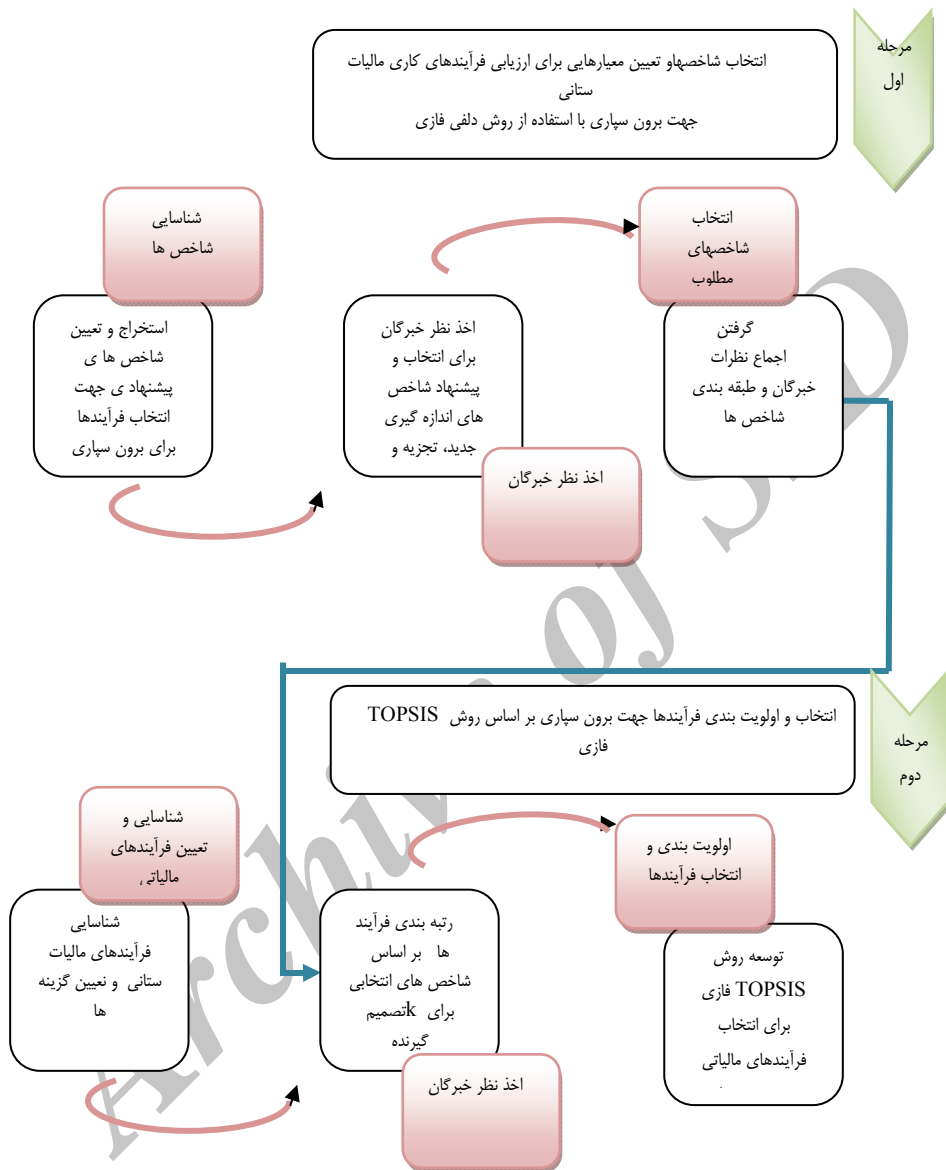 مرحله
اول
انتخاب شاخصهاو تعیین معیارهایی برای ارزیابی فرآیندهای کاری مالیات
ستانی
جهت برون سپاری با استفاده از روش دلفی فازی
شناسایی
شاخص ها
استخراج و تعیین
شاخص ها ی
پیشنهاد ی جهت
انتخاب فرآیندها
برای برون سپاری
اخذ نظر خبرگان
برای انتخاب و
پیشنهاد شاخص
های اندازه گیری
جدید، تجزیه و
اخذ نظر خبرگان
انتخاب
شاخصهای
مطلوب
گرفتن
اجماع نظرات
خبرگان و طبقه بندی
شاخص ها
مرحله
دوم
انتخاب و اولویت بندی فرآیندها جهت برون سپاری بر اساس روش TOPSIS
فازی
شناسایی و
تعیین فرآیندهای
مالیاتی
شناسایی
فرآیندهای مالیات
ستانی و نعیین گزینه
ها
رتبه بندی فرآیند
ها بر اساس
شاخص های انتخابی
برای kتصمیم
گیرنده
اخذ نظر خبرگان
اولویت بندی و
انتخاب فرآیندها
توسعه روش
TOPSIS فازی
برای انتخاب
فرآیندهای مالیاتی
Archive of SID